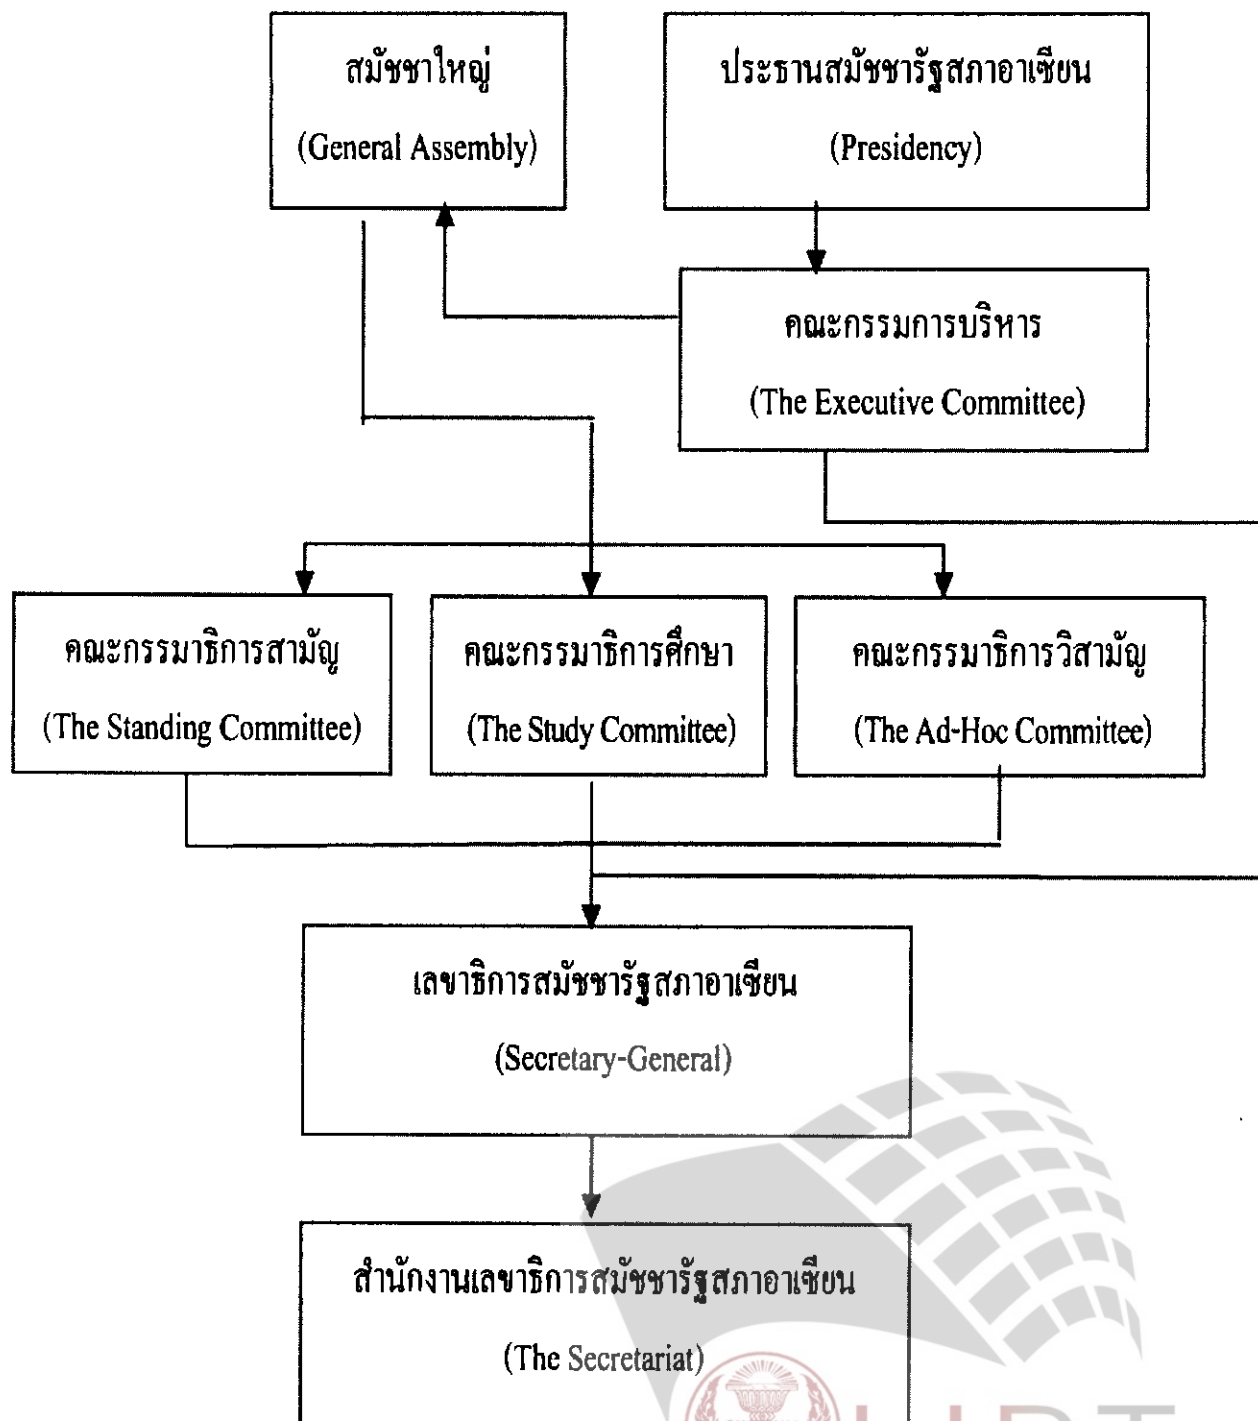 สมัชชาใหญ่
(General Assembly)
ประธานสมัชชารัฐสภาอาเซียน
(Presidency)
คณะกรรมการบริหาร
(The Executive Committee)
คณะกรรมาธิการสามัญ
(The Standing Committee)
คณะกรรมาธิการศึกษา
(The Study Committee)
คณะกรรมาธิการวิสามัญ
(The Ad-Hoc Committee)
เลขาธิการสมัชชารัฐสภาอาเซียน
(Secretary-General)
สำนักงานเลขาธิการสมัชชารัฐสภาอาเซียน
(The Secretariat)